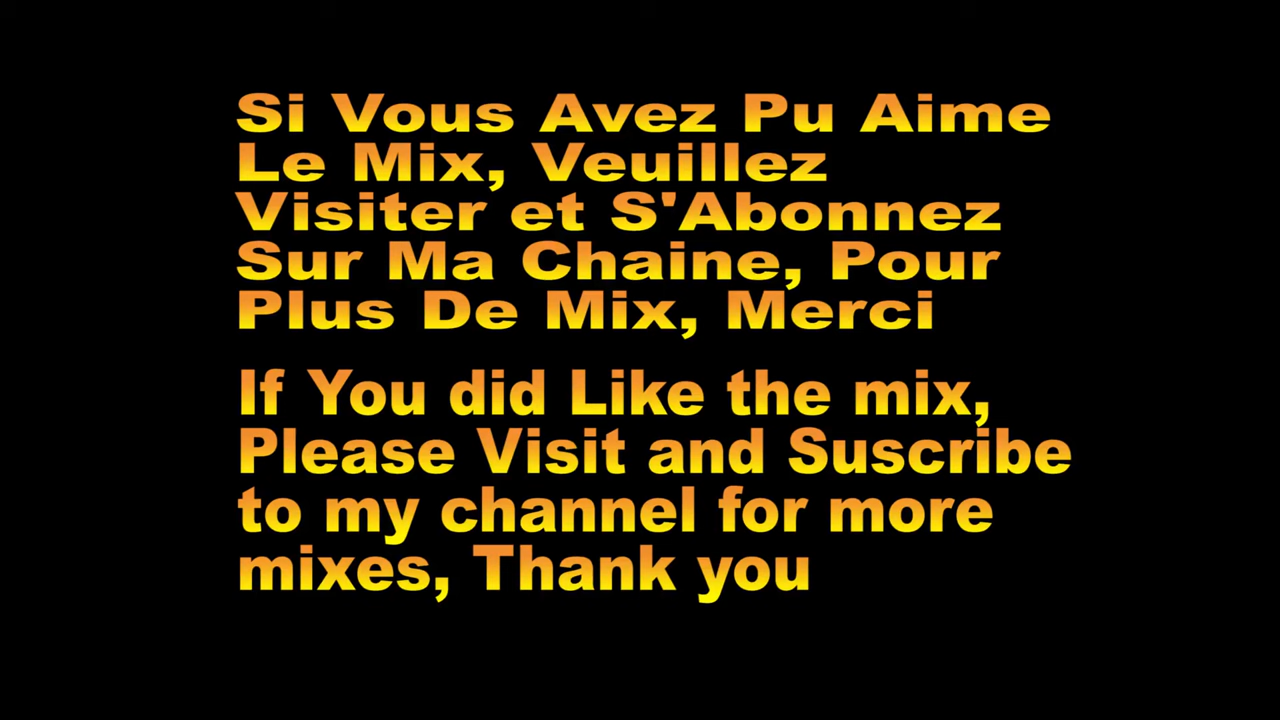 Si Vous Avez Pu Aime
Le Mix, Veuillez
Visiter et S'Abonnez
Sur Ma Chaine, Pour
Plus De Mix, Merci
If You did Like the mix,
Please Visit and Suscribe
to my channel for more
mixes, Thank you